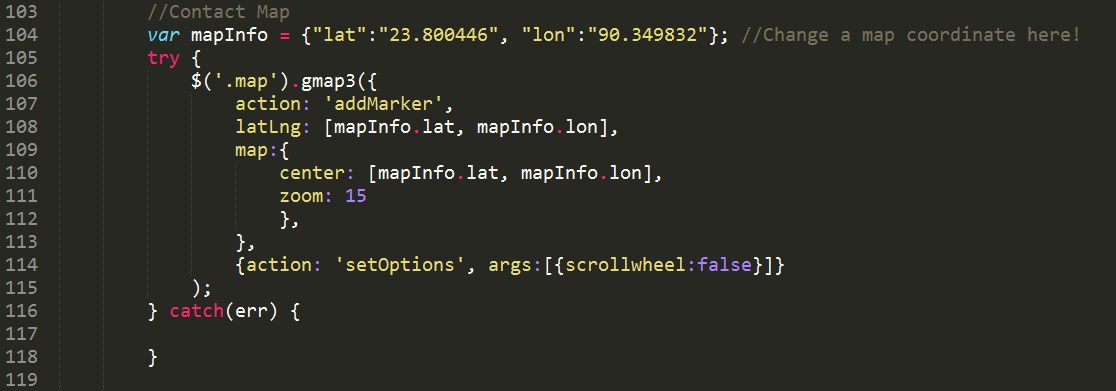 103 //Contact Map
104 var mapInfo = {"lat":"23.800446", "lon":"90.349832"}; //Change a map coordinate here!
105 try {
106 $('.map').gmap3({
107 action: 'addMarker',
108 latLng: [mapInfo.lat, mapInfo.lon],
109 map:{
110 center: [mapInfo.lat, mapInfo.lon],
111 zoom: 15
112 },
113 },
114 {action: 'setOptions', args:[{scrollwheel:false}]}
115 );
116 } catch(err) {
117
118 }
119